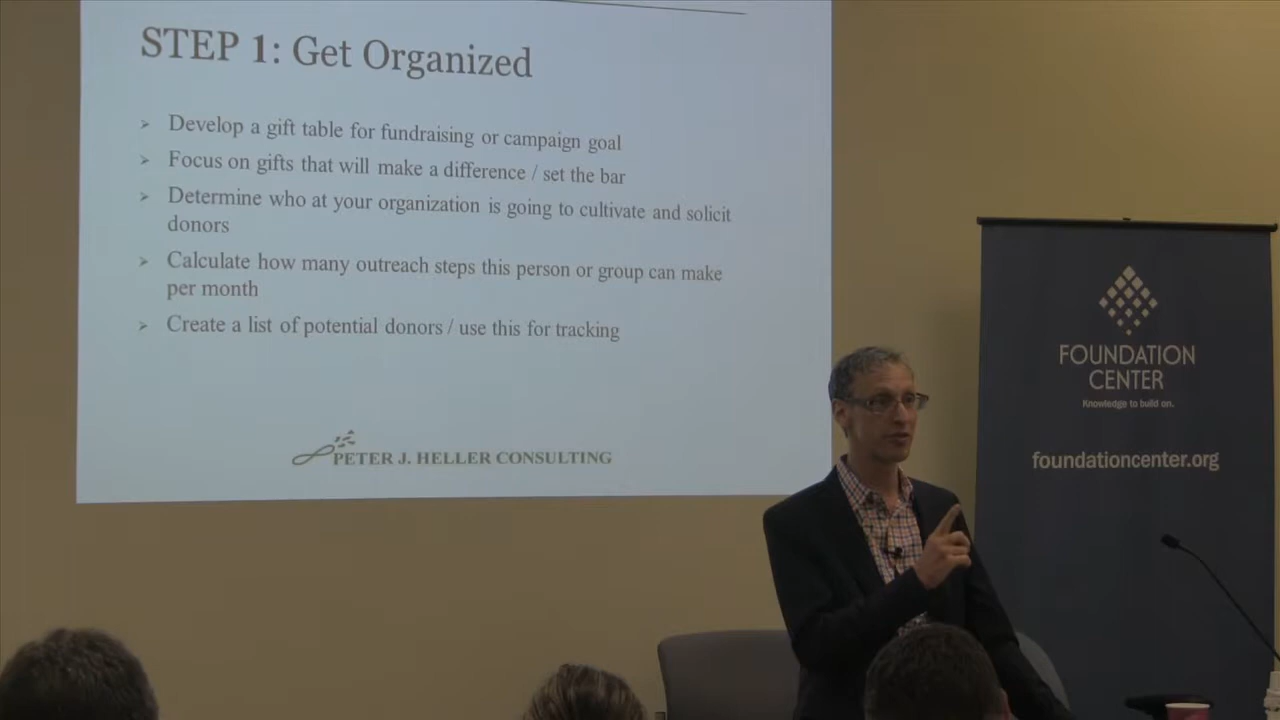 STEP 1: Get Organized
Develop a gift table for fundraising or campaign goal
Focus on gifts that will make a difference / set the bar
Determine who at your organization is going to cultivate and solicit
donors
Calculate how many outreach steps this person or group can make
per month
Create a list of potential donors / use this for tracking
PETER J. HELLER CONSULTING
FOUNDATION
CENTER
Knowledge to build on.
foundationcenter.org